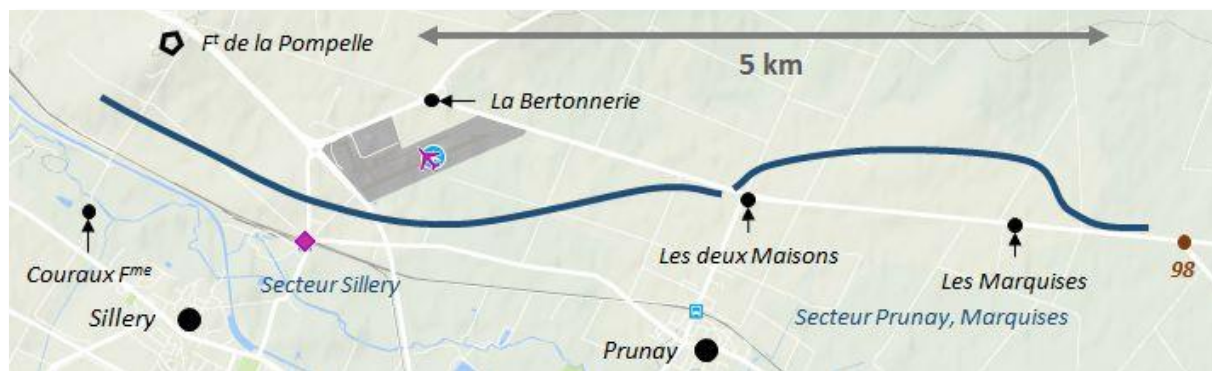 Fᵗ de la Pompelle
5 km
La Bertonnerie
Les deux Maisons
Couraux Fᵐᵉ
Secteur Sillery
Les Marquises
98
Sillery
Secteur Prunay, Marquises
Prunay